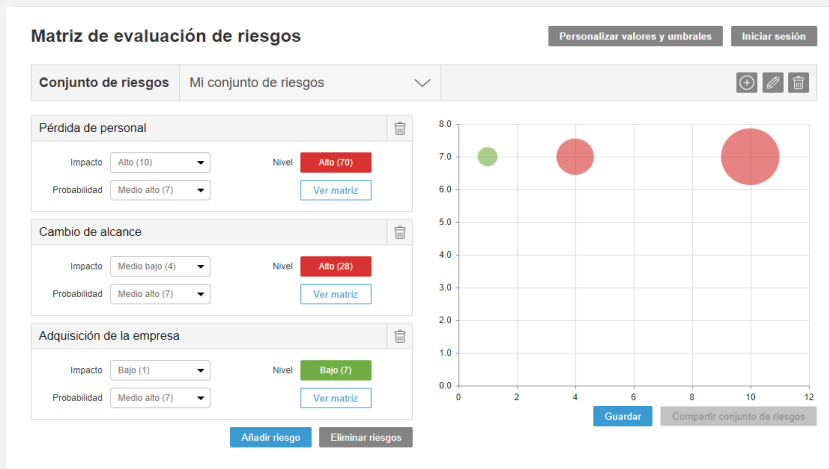 Matriz de evaluación de riesgos
Personalizar valores y umbrales
Iniciar sesión
Conjunto de riesgos
Mi conjunto de riesgos
Pérdida de personal
Impacto Alto (10) Nivel Alto (70)
Probabilidad Medio alto (7) Ver matriz
Cambio de alcance
Impacto Medio bajo (4) Nivel Alto (28)
Probabilidad Medio alto (7) Ver matriz
Adquisición de la empresa
Impacto Bajo (1) Nivel Bajo (7)
Probabilidad Medio alto (7) Ver matriz
Añadir riesgo Eliminar riesgos
8.0
7.0
6.0
5.0
4.0
3.0
2.0
1.0
0.0
0 2 4 6 8 10 12
Guardar Compartir conjunto de riesgos